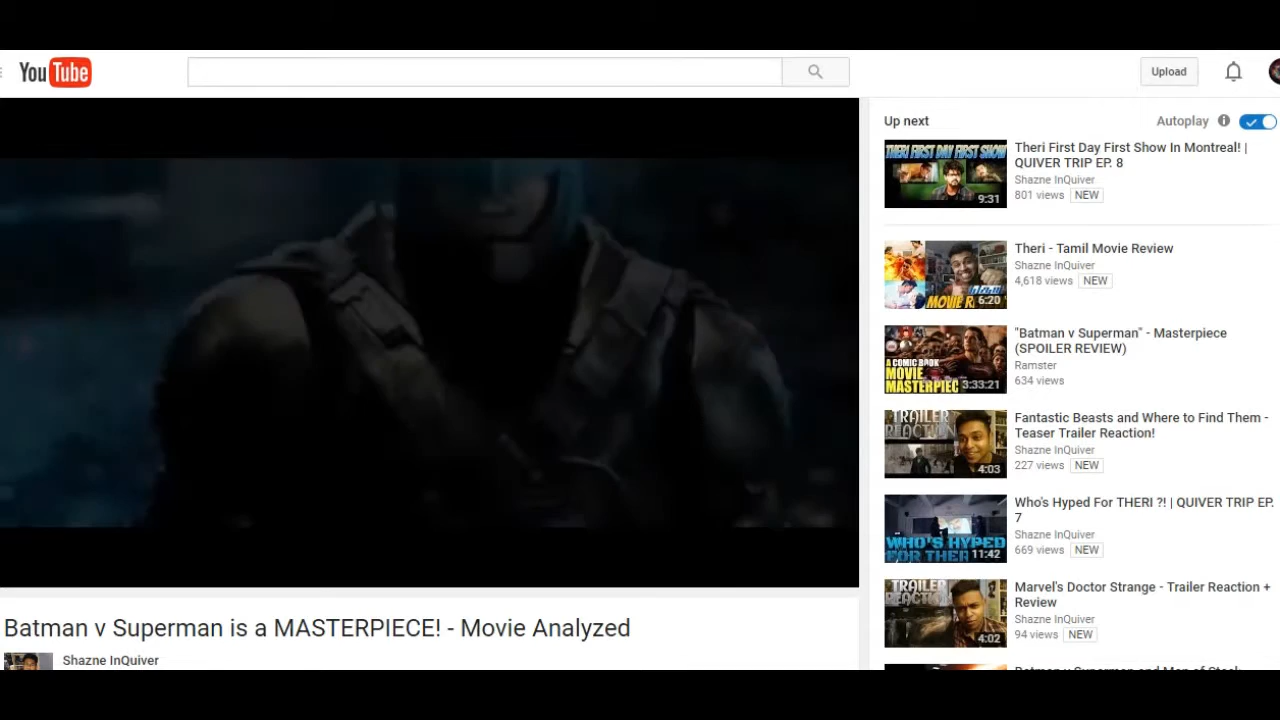 YouTube
Upload
Up next
Autoplay
THERI FIRST DAY FIRST SHOW
9:31
Theri First Day First Show In Montreal! |
QUIVER TRIP EP. 8
Shazne InQuiver
801 views NEW
MOVIE R
6:20
Theri - Tamil Movie Review
Shazne InQuiver
4,618 views NEW
A COMIC BOOK
MOVIE
MASTERPIEC
3:33:21
"Batman v Superman" - Masterpiece
(SPOILER REVIEW)
Ramster
634 views
TRAILER
REACTION
4:03
Fantastic Beasts and Where to Find Them -
Teaser Trailer Reaction!
Shazne InQuiver
227 views NEW
WHO'S HYPED
FOR THER
11:42
Who's Hyped For THERI ?! | QUIVER TRIP EP.
7
Shazne InQuiver
669 views NEW
TRAILER
REACTION
4:02
Marvel's Doctor Strange - Trailer Reaction +
Review
Shazne InQuiver
94 views NEW
Batman v Superman is a MASTERPIECE! - Movie Analyzed
Shazne InQuiver